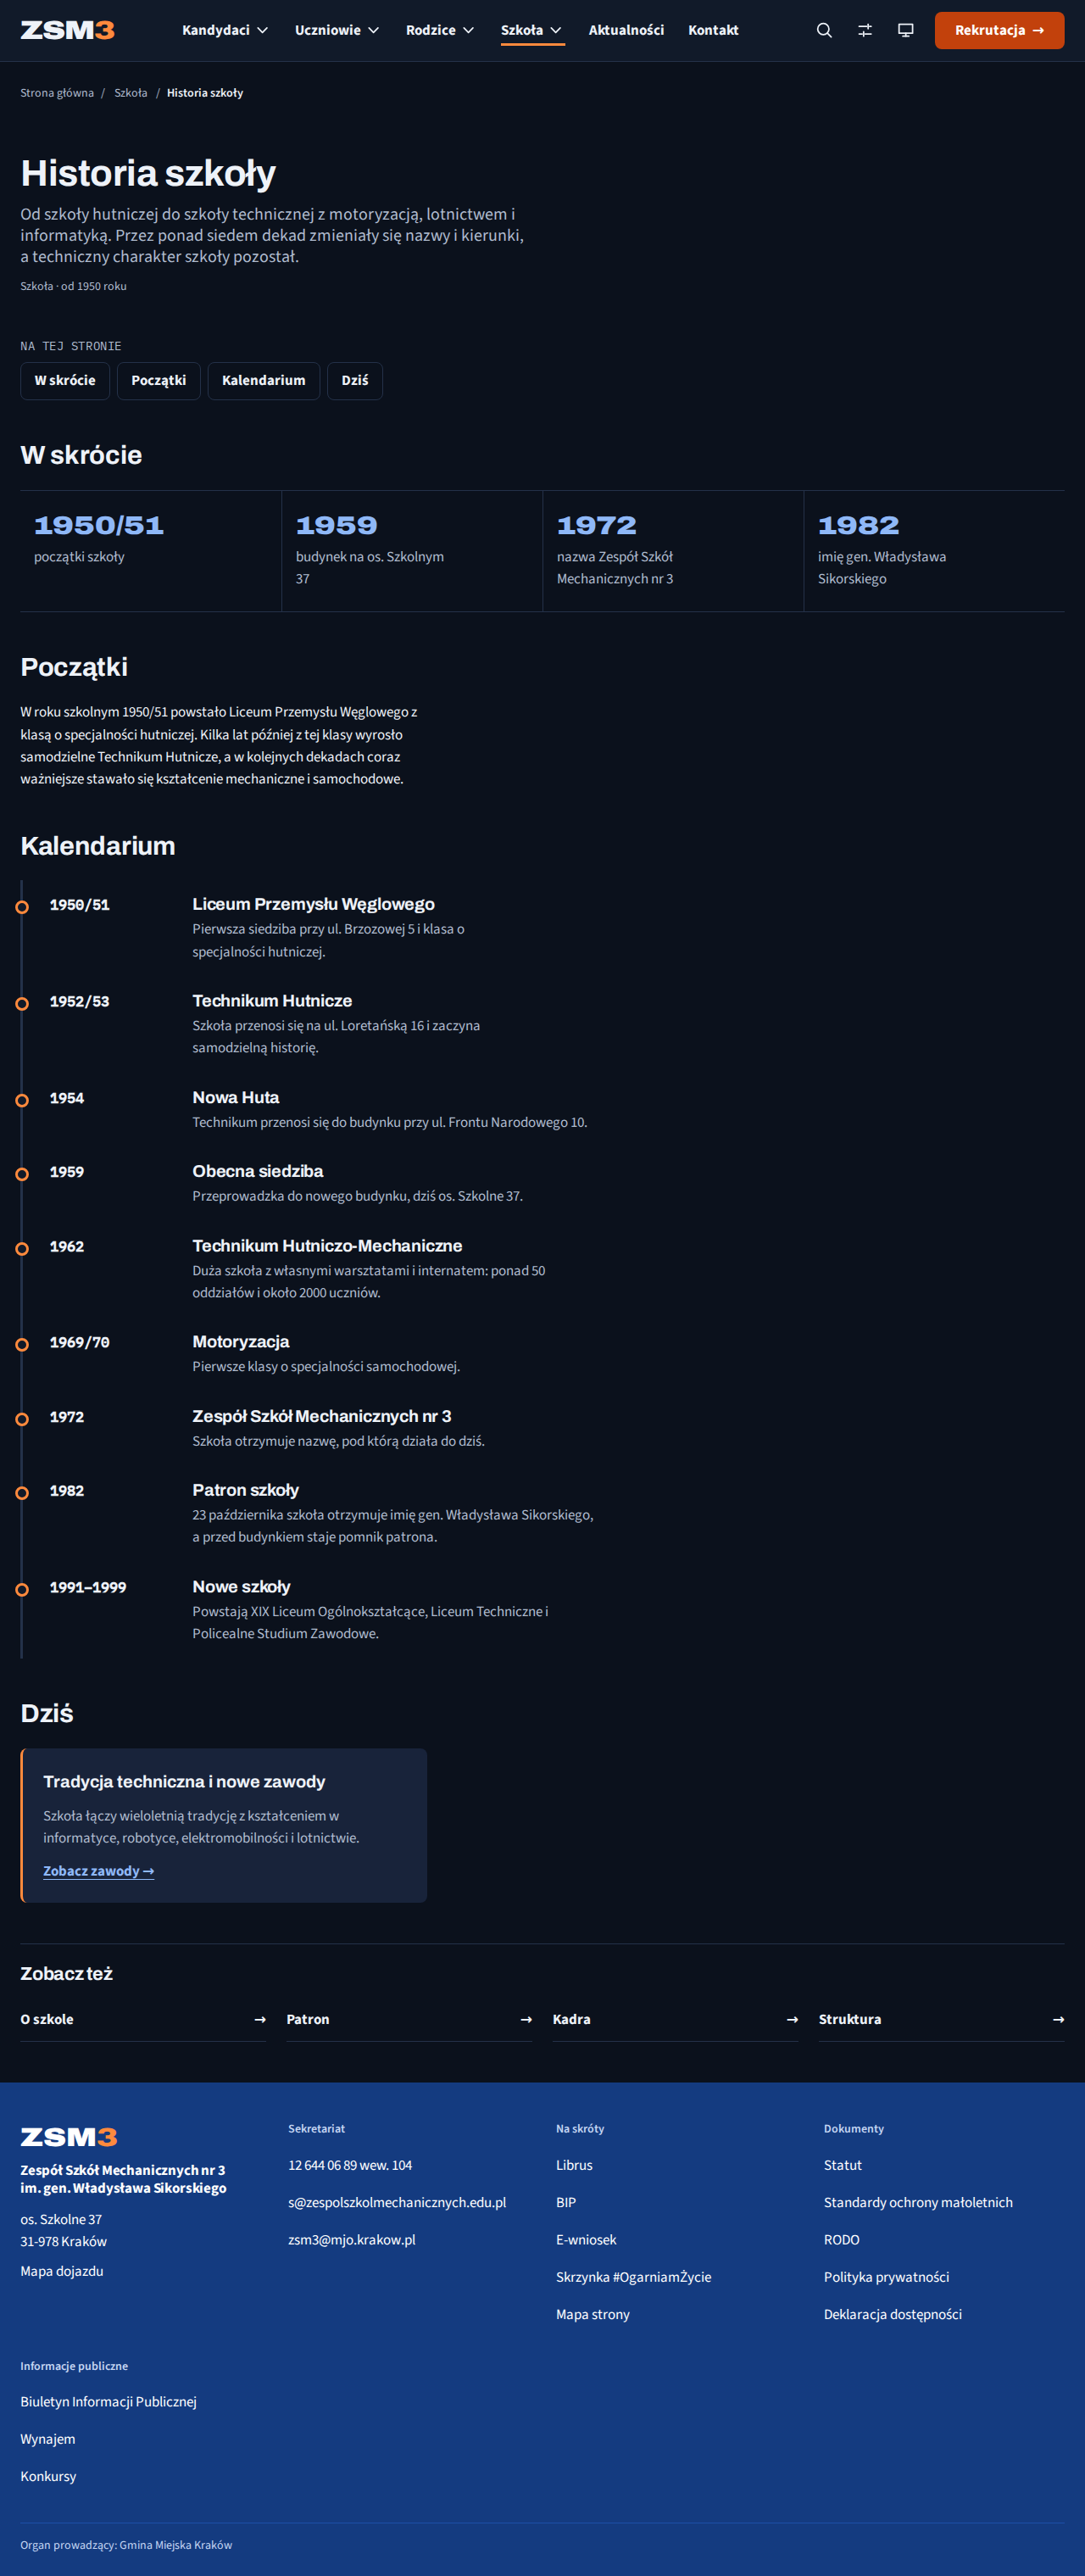 ZSM3
Kandydaci
Uczniowie
Rodzice
Szkoła
Aktualności
Kontakt
Rekrutacja →
Strona główna / Szkoła / Historia szkoły
Historia szkoły
Od szkoły hutniczej do szkoły technicznej z motoryzacją, lotnictwem i
informatyką. Przez ponad siedem dekad zmieniały się nazwy i kierunki,
a techniczny charakter szkoły pozostał.
Szkoła · od 1950 roku
NA TEJ STRONIE
W skrócie
Początki
Kalendarium
Dziś
W skrócie
1950/51
początki szkoły
1959
budynek na os. Szkolnym
37
1972
nazwa Zespół Szkół
Mechanicznych nr 3
1982
imię gen. Władysława
Sikorskiego
Początki
W roku szkolnym 1950/51 powstało Liceum Przemysłu Węglowego z
klasą o specjalności hutniczej. Kilka lat później z tej klasy wyrosło
samodzielne Technikum Hutnicze, a w kolejnych dekadach coraz
ważniejsze stawało się kształcenie mechaniczne i samochodowe.
Kalendarium
1950/51
Liceum Przemysłu Węglowego
Pierwsza siedziba przy ul. Brzozowej 5 i klasa o
specjalności hutniczej.
1952/53
Technikum Hutnicze
Szkoła przenosi się na ul. Loretańską 16 i zaczyna
samodzielną historię.
1954
Nowa Huta
Technikum przenosi się do budynku przy ul. Frontu Narodowego 10.
1959
Obecna siedziba
Przeprowadzka do nowego budynku, dziś os. Szkolne 37.
1962
Technikum Hutniczo-Mechaniczne
Duża szkoła z własnymi warsztatami i internatem: ponad 50
oddziałów i około 2000 uczniów.
1969/70
Motoryzacja
Pierwsze klasy o specjalności samochodowej.
1972
Zespół Szkół Mechanicznych nr 3
Szkoła otrzymuje nazwę, pod którą działa do dziś.
1982
Patron szkoły
23 października szkoła otrzymuje imię gen. Władysława Sikorskiego,
a przed budynkiem staje pomnik patrona.
1991–1999
Nowe szkoły
Powstają XIX Liceum Ogólnokształcące, Liceum Techniczne i
Policealne Studium Zawodowe.
Dziś
Tradycja techniczna i nowe zawody
Szkoła łączy wieloletnią tradycję z kształceniem w
informatyce, robotyce, elektromobilności i lotnictwie.
Zobacz zawody →
Zobacz też
O szkole →
Patron →
Kadra →
Struktura →
ZSM3
Zespół Szkół Mechanicznych nr 3
im. gen. Władysława Sikorskiego
os. Szkolne 37
31-978 Kraków
Mapa dojazdu
Sekretariat
12 644 06 89 wew. 104
s@zespolszkolmechanicznych.edu.pl
zsm3@mjo.krakow.pl
Na skróty
Librus
BIP
E-wniosek
Skrzynka #OgarniamŻycie
Mapa strony
Dokumenty
Statut
Standardy ochrony małoletnich
RODO
Polityka prywatności
Deklaracja dostępności
Informacje publiczne
Biuletyn Informacji Publicznej
Wynajem
Konkursy
Organ prowadzący: Gmina Miejska Kraków